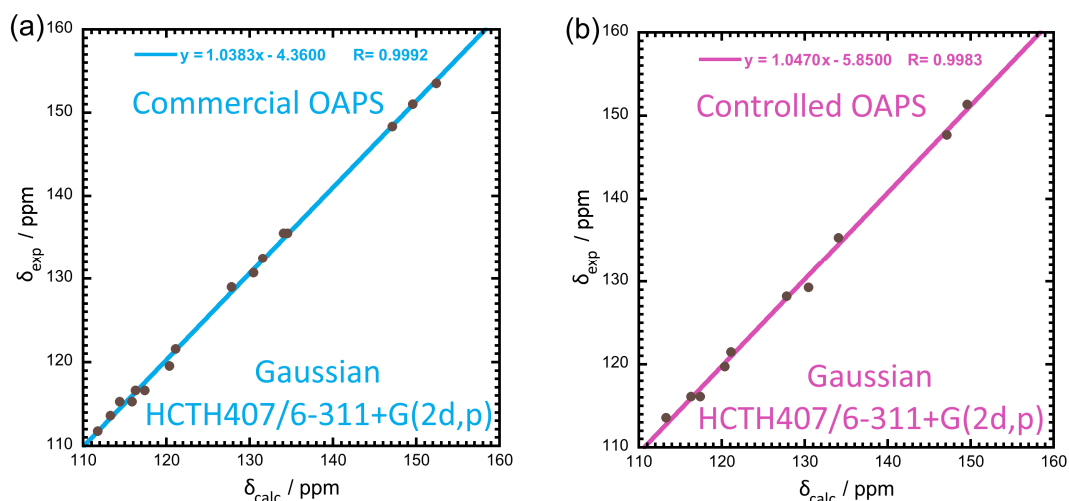 (a)
y = 1.0383x - 4.3600 R= 0.9992
Commercial OAPS
Gaussian
HCTH407/6-311+G(2d,p)
160
150
140
130
120
110
δexp / ppm
110 120 130 140 150 160
δcalc / ppm
(b)
y = 1.0470x - 5.8500 R= 0.9983
Controlled OAPS
Gaussian
HCTH407/6-311+G(2d,p)
160
150
140
130
120
110
δexp / ppm
110 120 130 140 150 160
δcalc / ppm